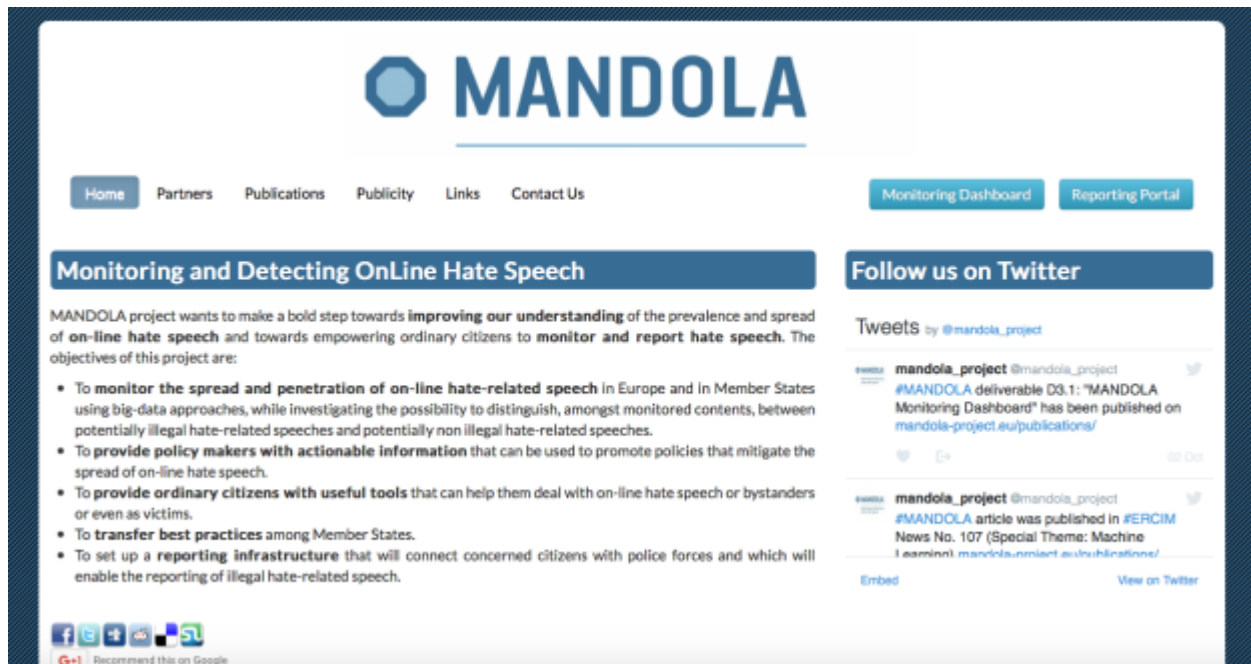 MANDOLA
Home Partners Publications Publicity Links Contact Us Monitoring Dashboard Reporting Portal
Monitoring and Detecting OnLine Hate Speech
MANDOLA project wants to make a bold step towards improving our understanding of the prevalence and spread
of on-line hate speech and towards empowering ordinary citizens to monitor and report hate speech. The
objectives of this project are:
• To monitor the spread and penetration of on-line hate-related speech in Europe and in Member States
using big-data approaches, while investigating the possibility to distinguish, amongst monitored contents, between
potentially illegal hate-related speeches and potentially non illegal hate-related speeches.
• To provide policy makers with actionable information that can be used to promote policies that mitigate the
spread of on-line hate speech.
• To provide ordinary citizens with useful tools that can help them deal with on-line hate speech or bystanders
or even as victims.
• To transfer best practices among Member States.
• To set up a reporting infrastructure that will connect concerned citizens with police forces and which will
enable the reporting of illegal hate-related speech.
Follow us on Twitter
Tweets by @mandola_project
mandola_project @mandola_project
#MANDOLA deliverable D3.1: "MANDOLA
Monitoring Dashboard" has been published on
mandola-project.eu/publications/
02 Oct
mandola_project @mandola_project
#MANDOLA article was published in #ERCIM
News No. 107 (Special Theme: Machine
Learning) mandola-project.eu/publications/
Embed View on Twitter
G+1 Recommend this on Google